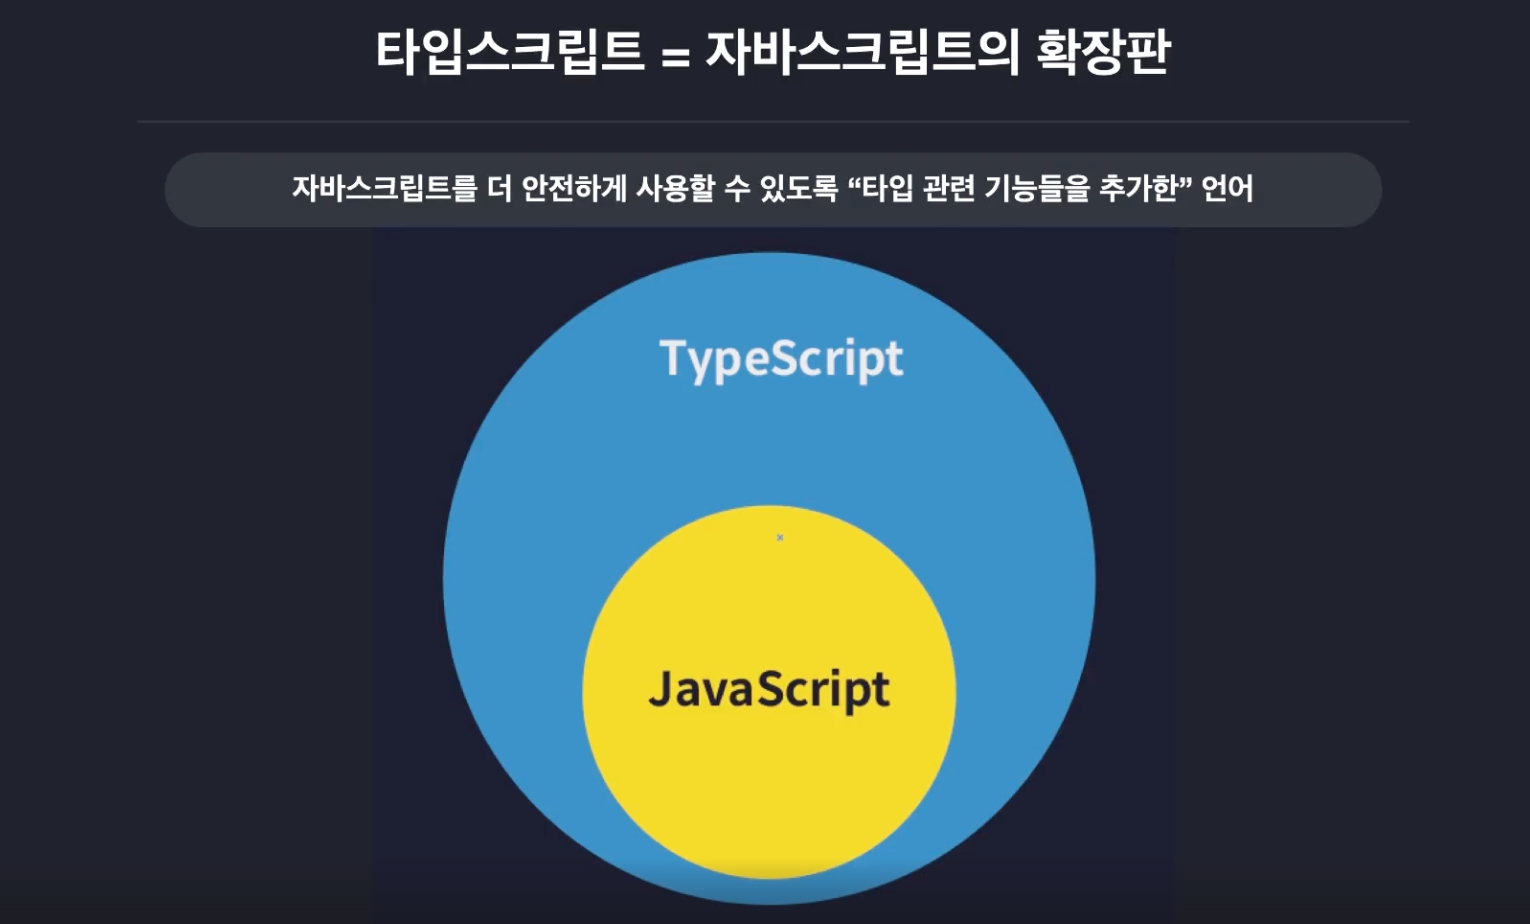 타입스크립트 = 자바스크립트의 확장판
자바스크립트를 더 안전하게 사용할 수 있도록 “타입 관련 기능들을 추가한” 언어
TypeScript
JavaScript